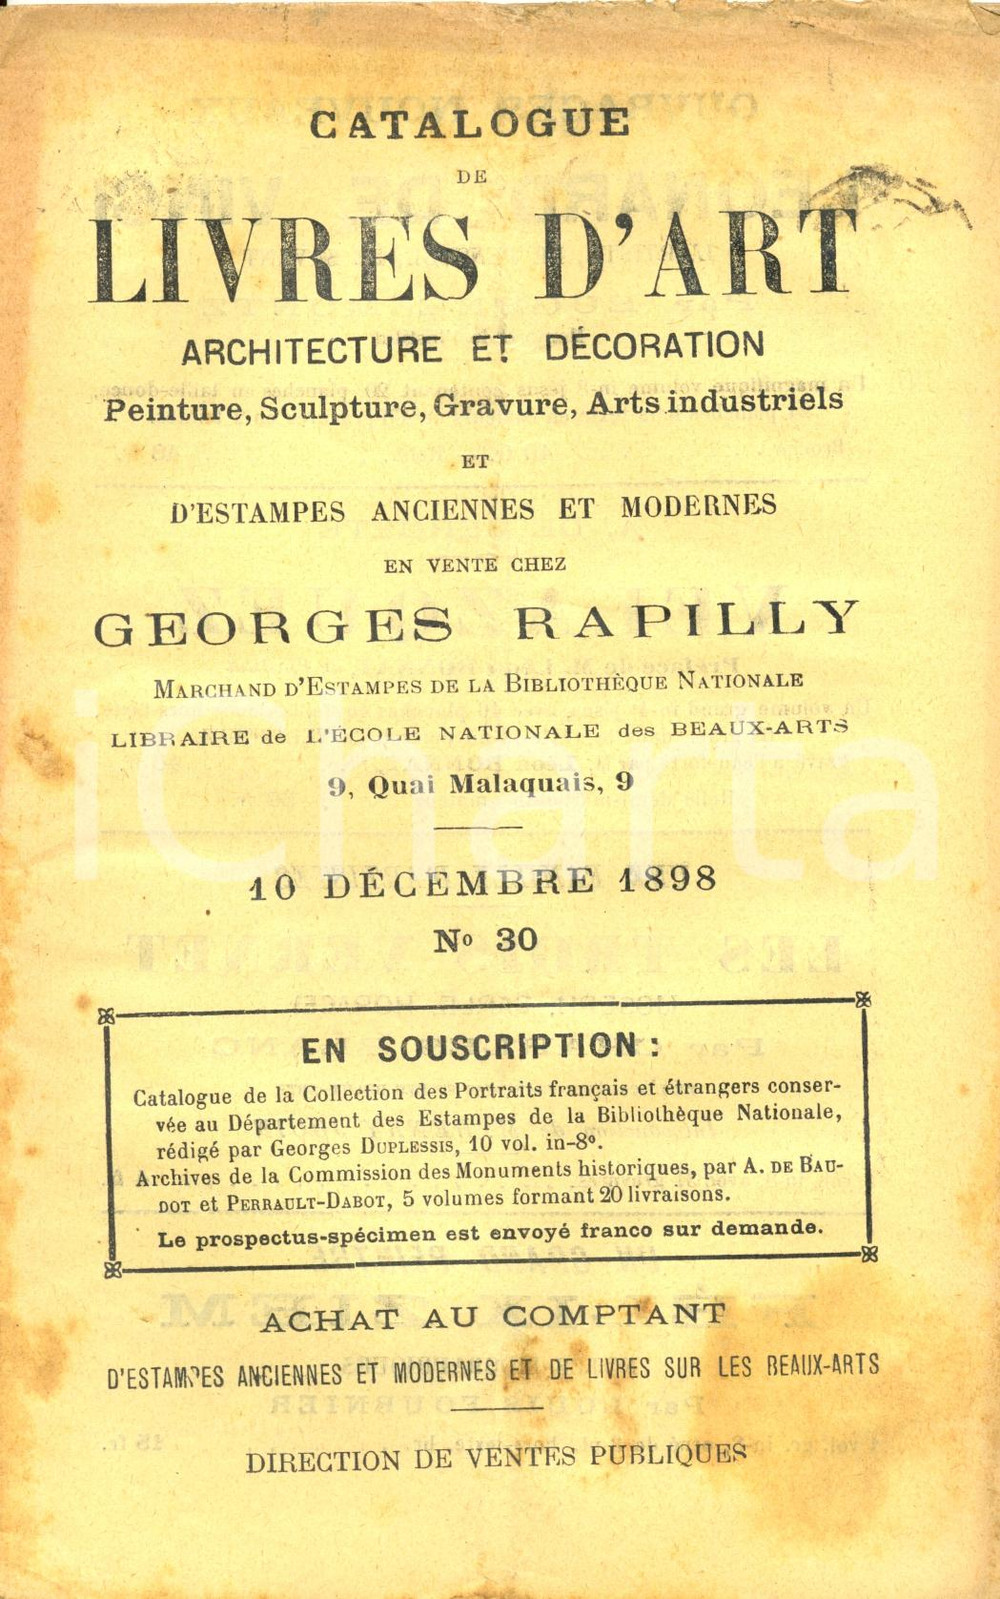 CATALOGUE
DE
LIVRES D'ART
ARCHITECTURE ET DÉCORATION
Peinture, Sculpture, Gravure, Arts industriels
ET
D'ESTAMPES ANCIENNES ET MODERNES
EN VENTE CHEZ
GEORGES RAPILLY
MARCHAND D'ESTAMPES DE LA BIBLIOTHÈQUE NATIONALE
LIBRAIRE de L'ÉCOLE NATIONALE des BEAUX-ARTS
9, Quai Malaquais, 9
iCharta
10 DÉCEMBRE 1898
No 30
EN SOUSCRIPTION :
Catalogue de la Collection des Portraits français et étrangers conser-
vée au Département des Estampes de la Bibliothèque Nationale,
rédigé par Georges DUPLESSIS, 10 vol. in-8º.
Archives de la Commission des Monuments historiques, par A. DE BAU-
DOT et PERRAULT-DABOT, 5 volumes formant 20 livraisons.
Le prospectus-spécimen est envoyé franco sur demande.
ACHAT AU COMPTANT
D'ESTAMPES ANCIENNES ET MODERNES ET DE LIVRES SUR LES BEAUX-ARTS
DIRECTION DE VENTES PUBLIQUES